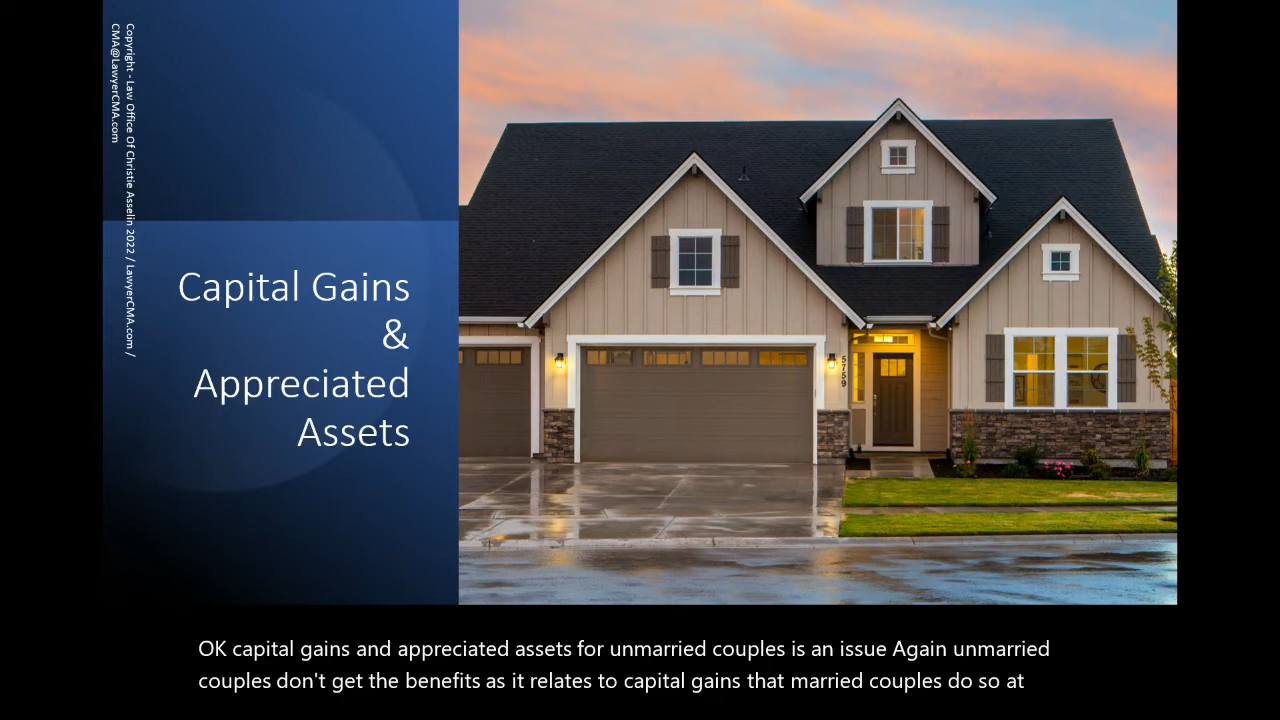 Copyright - Law Office Of Christie Asselin 2022 / LawyerCMA.com /
CMA@LawyerCMA.com
Capital Gains
&
Appreciated
Assets
5759
OK capital gains and appreciated assets for unmarried couples is an issue Again unmarried
couples don't get the benefits as it relates to capital gains that married couples do so at